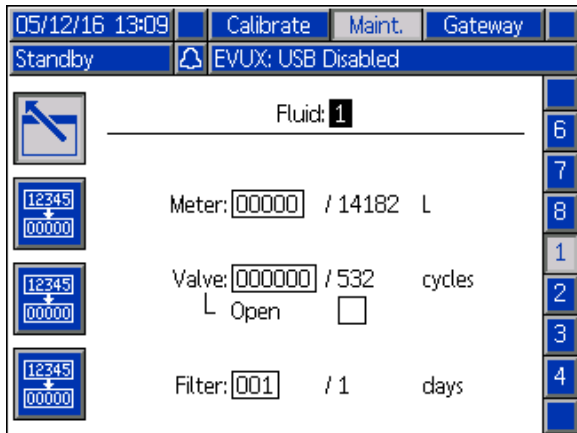 05/12/16 13:09 Calibrate Maint. Gateway
Standby EVUX: USB Disabled
Fluid: 1
6
7
12345
00000
Meter: 00000 / 14182 L
8
1
12345
00000
Valve: 000000 / 532 cycles
2
Open
3
12345
00000
Filter: 001 / 1 days
4